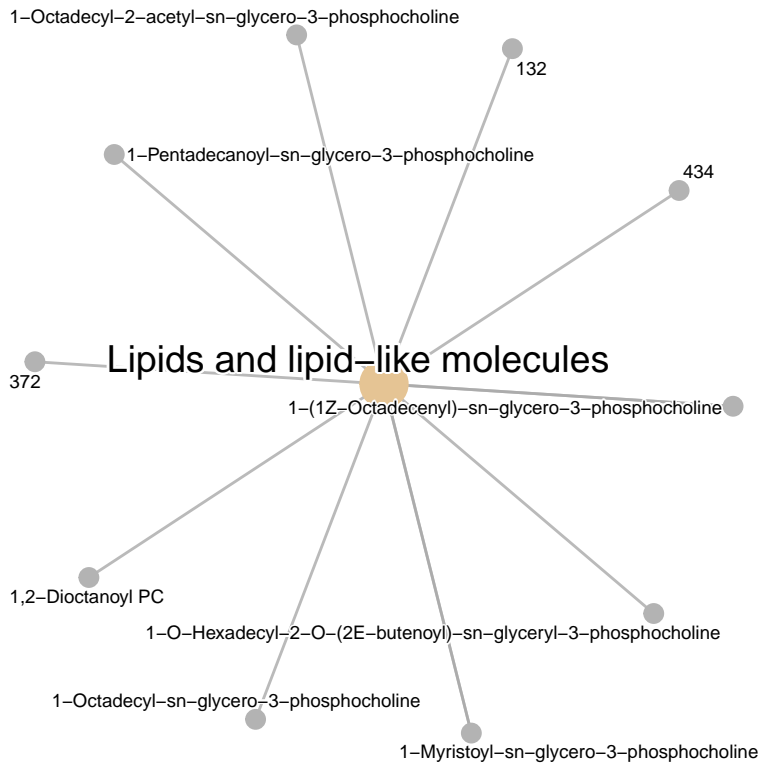 1−Octadecyl−2−acetyl−sn−glycero−3−phosphocholine
132
1−Pentadecanoyl−sn−glycero−3−phosphocholine
434
Lipids and lipid−like molecules
372
1−(1Z−Octadecenyl)−sn−glycero−3−phosphocholine
1,2−Dioctanoyl PC
1−O−Hexadecyl−2−O−(2E−butenoyl)−sn−glyceryl−3−phosphocholine
1−Octadecyl−sn−glycero−3−phosphocholine
1−Myristoyl−sn−glycero−3−phosphocholine